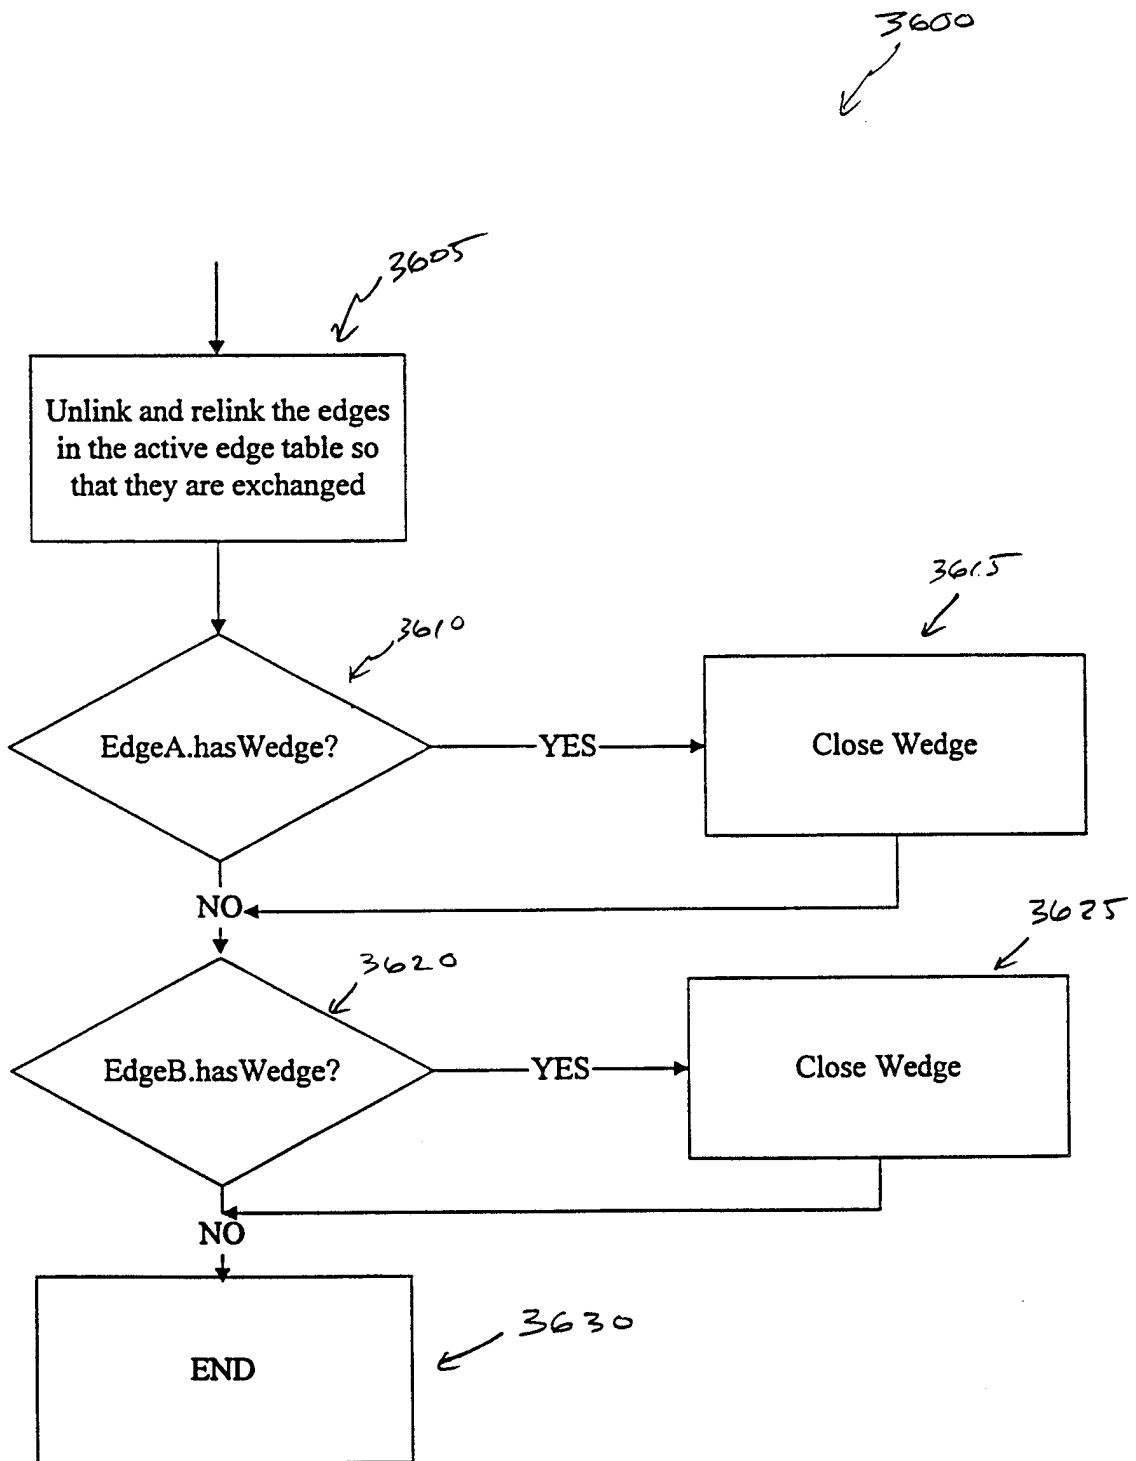 3600
3605
Unlink and relink the edges
in the active edge table so
that they are exchanged
3610
EdgeA.hasWedge?
YES
3615
Close Wedge
NO
3620
EdgeB.hasWedge?
YES
3625
Close Wedge
NO
END
3630